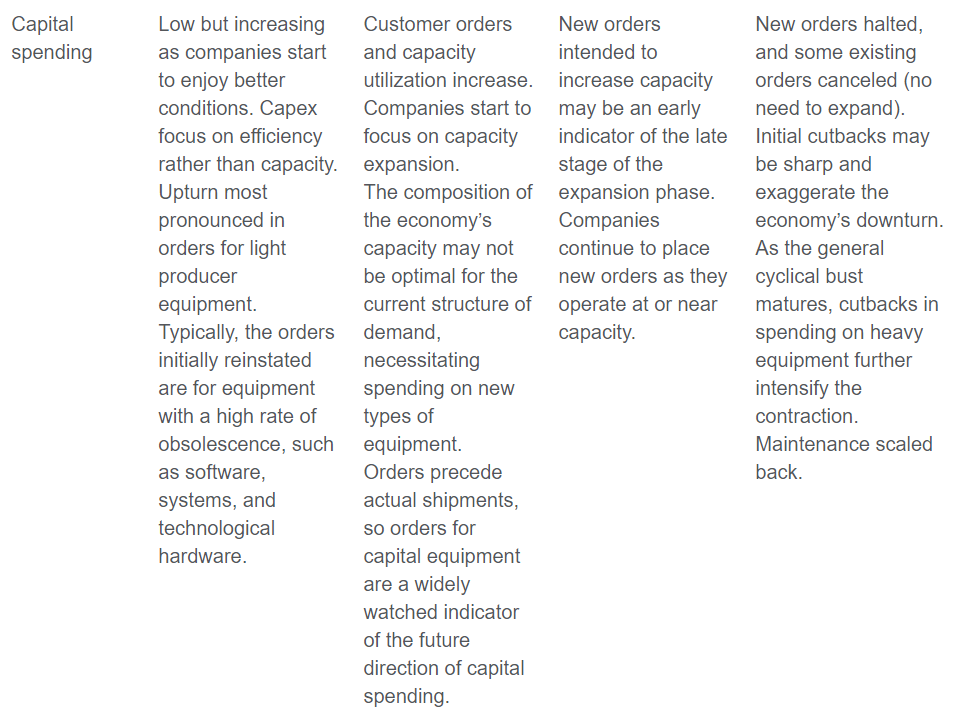 Capital
spending
Low but increasing
as companies start
to enjoy better
conditions. Capex
focus on efficiency
rather than capacity.
Upturn most
pronounced in
orders for light
producer
equipment.
Typically, the orders
initially reinstated
are for equipment
with a high rate of
obsolescence, such
as software,
systems, and
technological
hardware.
Customer orders
and capacity
utilization increase.
Companies start to
focus on capacity
expansion.
The composition of
the economy’s
capacity may not
be optimal for the
current structure of
demand,
necessitating
spending on new
types of
equipment.
Orders precede
actual shipments,
so orders for
capital equipment
are a widely
watched indicator
of the future
direction of capital
spending.
New orders
intended to
increase capacity
may be an early
indicator of the late
stage of the
expansion phase.
Companies
continue to place
new orders as they
operate at or near
capacity.
New orders halted,
and some existing
orders canceled (no
need to expand).
Initial cutbacks may
be sharp and
exaggerate the
economy’s downturn.
As the general
cyclical bust
matures, cutbacks in
spending on heavy
equipment further
intensify the
contraction.
Maintenance scaled
back.